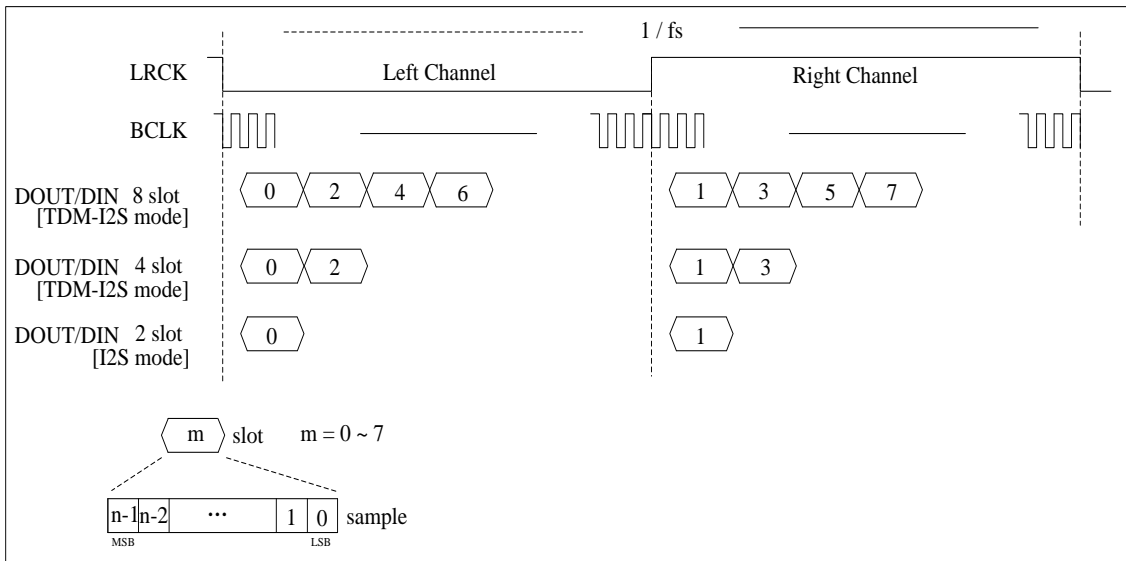 1 / fs
LRCK Left Channel Right Channel
BCLK
DOUT/DIN 8 slot 0 2 4 6 1 3 5 7
[TDM-I2S mode]
DOUT/DIN 4 slot 0 2 1 3
[TDM-I2S mode]
DOUT/DIN 2 slot 0 1
[I2S mode]
m slot m = 0 ~ 7
n-1 n-2 ··· 1 0 sample
MSB LSB